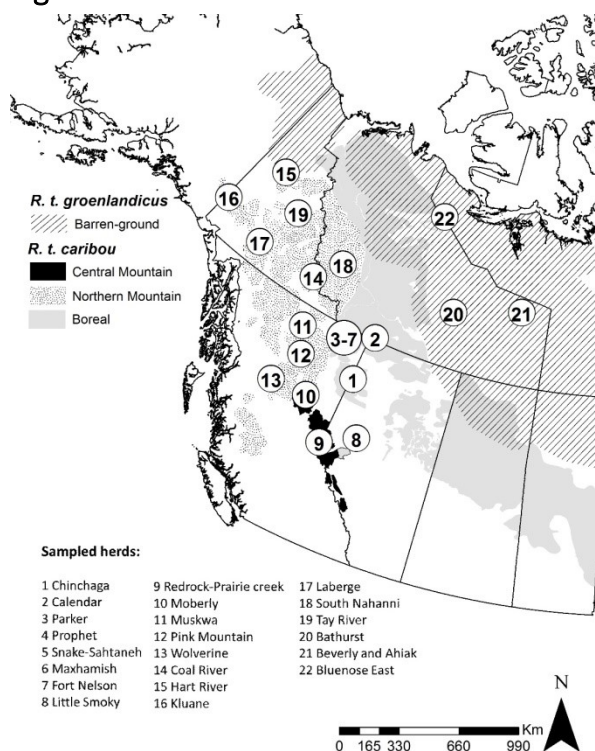 16
15
19
17
14
18
22
20
21
11
12
13
10
3-7
2
1
9
8
R. t. groenlandicus
Barren-ground
R. t. caribou
Central Mountain
Northern Mountain
Boreal
Sampled herds:
1 Chinchaga
2 Calendar
3 Parker
4 Prophet
5 Snake-Sahtaneh
6 Maxhamish
7 Fort Nelson
8 Little Smoky
9 Redrock-Prairie creek
10 Moberly
11 Muskwa
12 Pink Mountain
13 Wolverine
14 Coal River
15 Hart River
16 Kluane
17 Laberge
18 South Nahanni
19 Tay River
20 Bathurst
21 Beverly and Ahiak
22 Bluenose East
N
Km
0 165 330 660 990